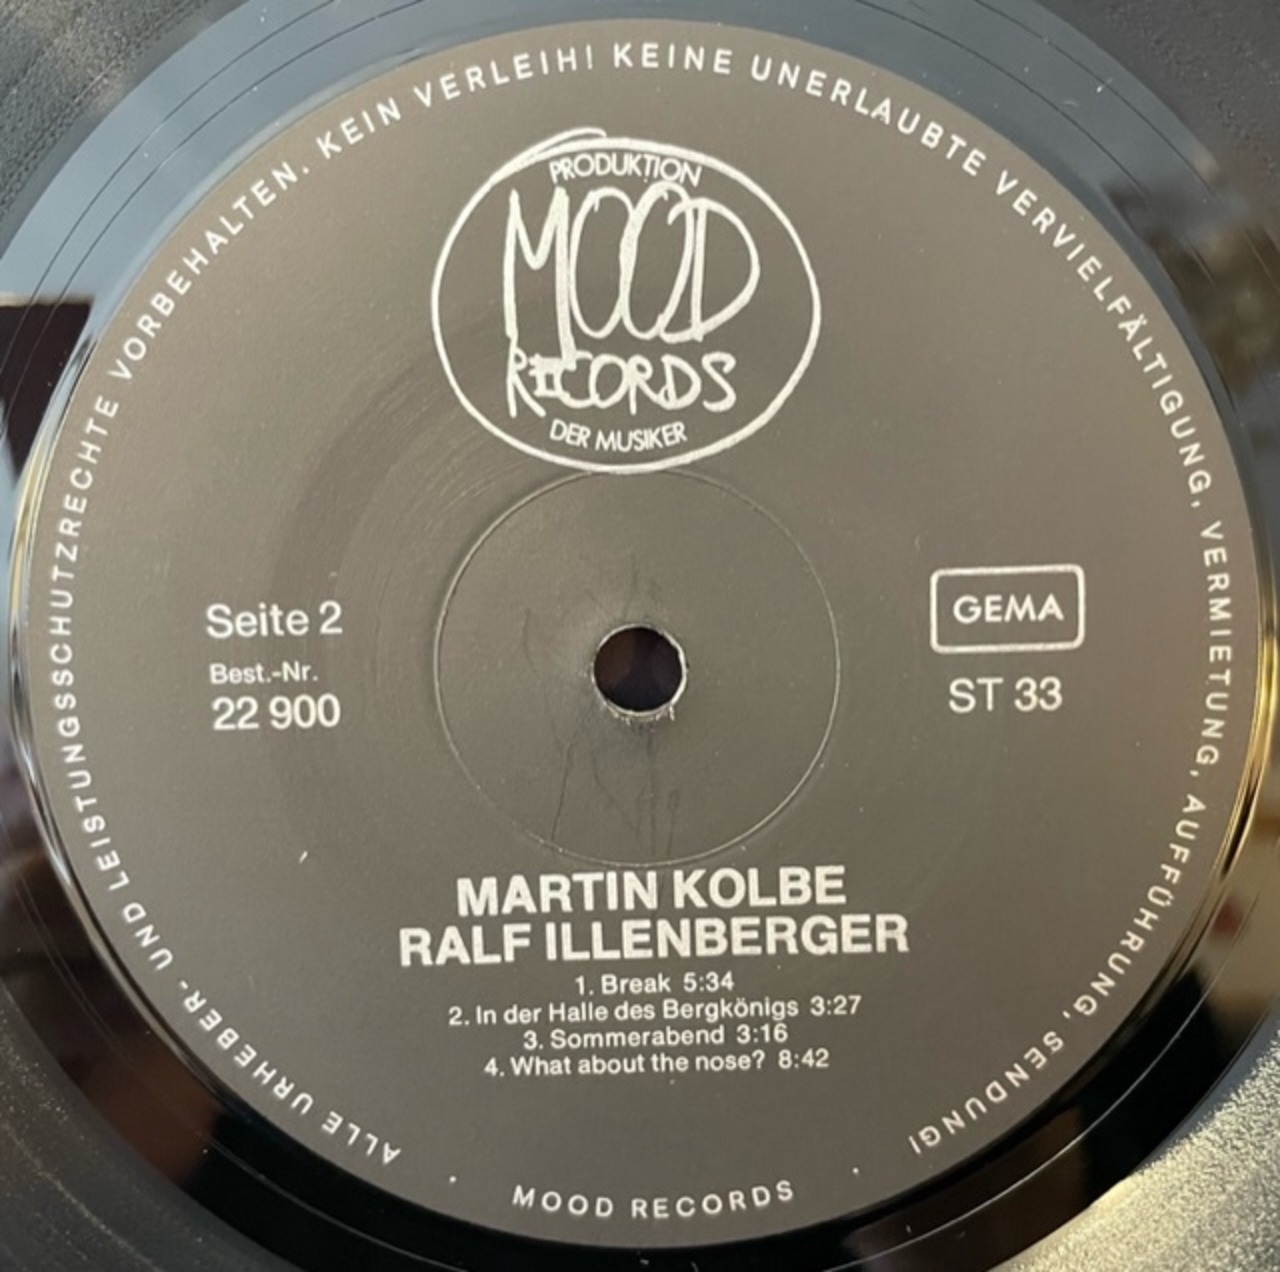 ALLE URHEBER- UND LEISTUNGSSCHUTZRECHTE VORBEHALTEN. KEIN VERLEIH! KEINE UNERLAUBTE VERVIELFÄLTIGUNG, VERMIETUNG, AUFFÜHRUNG, SENDUNG!
PRODUKTION
MOOD
RECORDS
DER MUSIKER
Seite 2
Best.-Nr.
22 900
GEMA
ST 33
MARTIN KOLBE
RALF ILLENBERGER
1. Break 5:34
2. In der Halle des Bergkönigs 3:27
3. Sommerabend 3:16
4. What about the nose? 8:42
· MOOD RECORDS ·